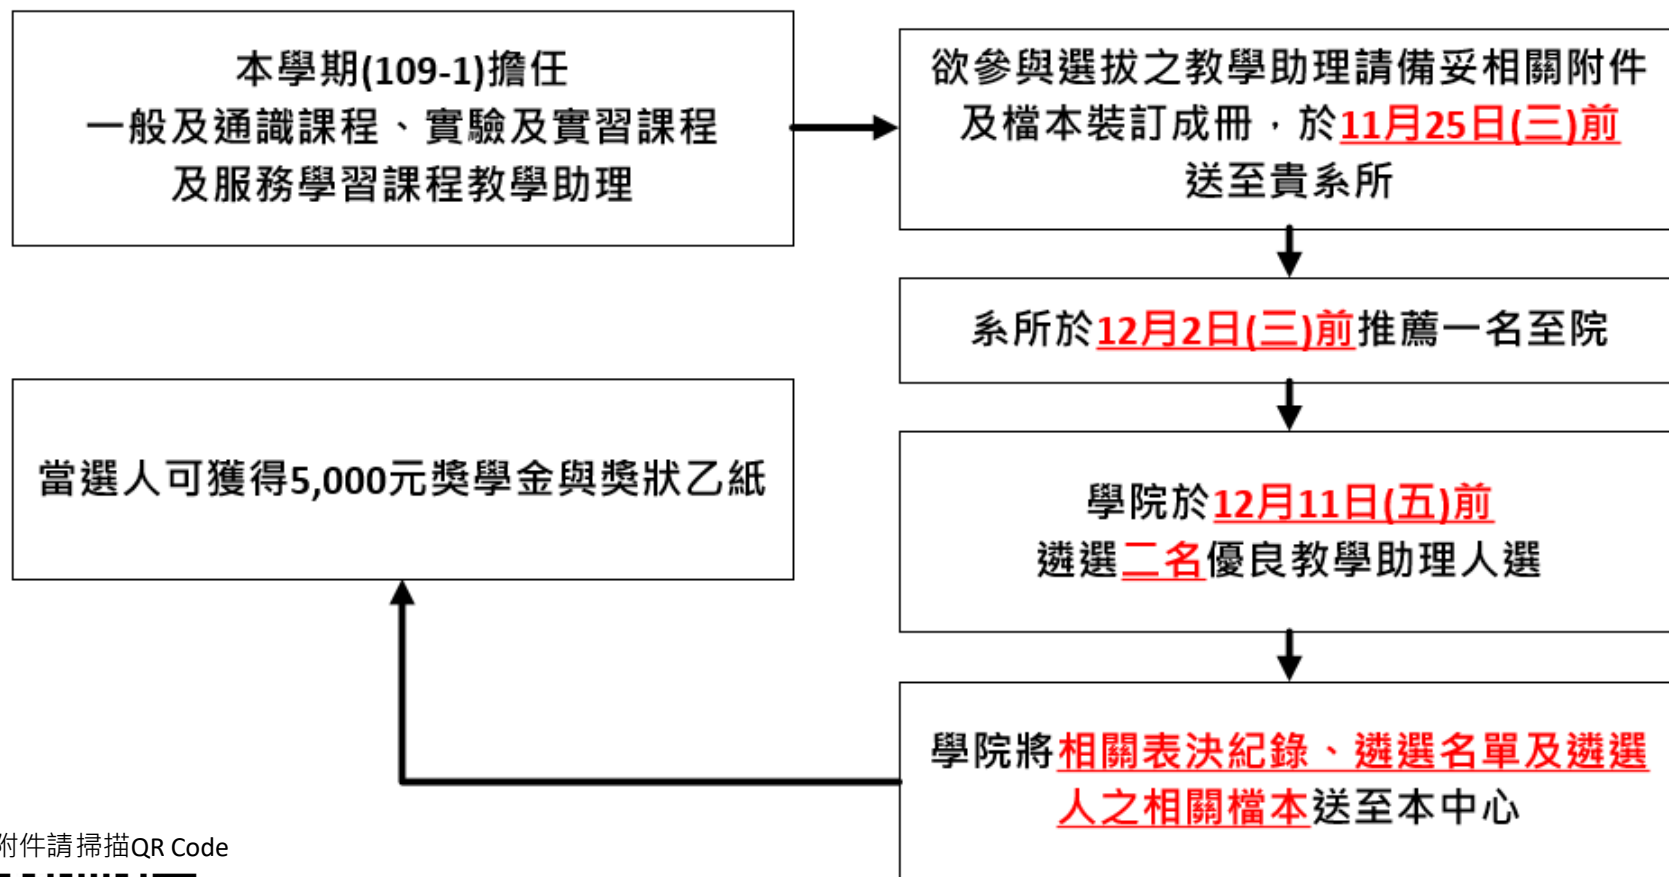 本學期(109-1)擔任
一般及通識課程、實驗及實習課程
及服務學習課程教學助理
欲參與選拔之教學助理請備妥相關附件
及檔本裝訂成冊，於11月25日(三)前
送至貴系所
系所於12月2日(三)前推薦一名至院
學院於12月11日(五)前
遴選二名優良教學助理人選
學院將相關表決紀錄、遴選名單及遴選
人之相關檔本送至本中心
當選人可獲得5,000元獎學金與獎狀乙紙
附件請掃描QR Code